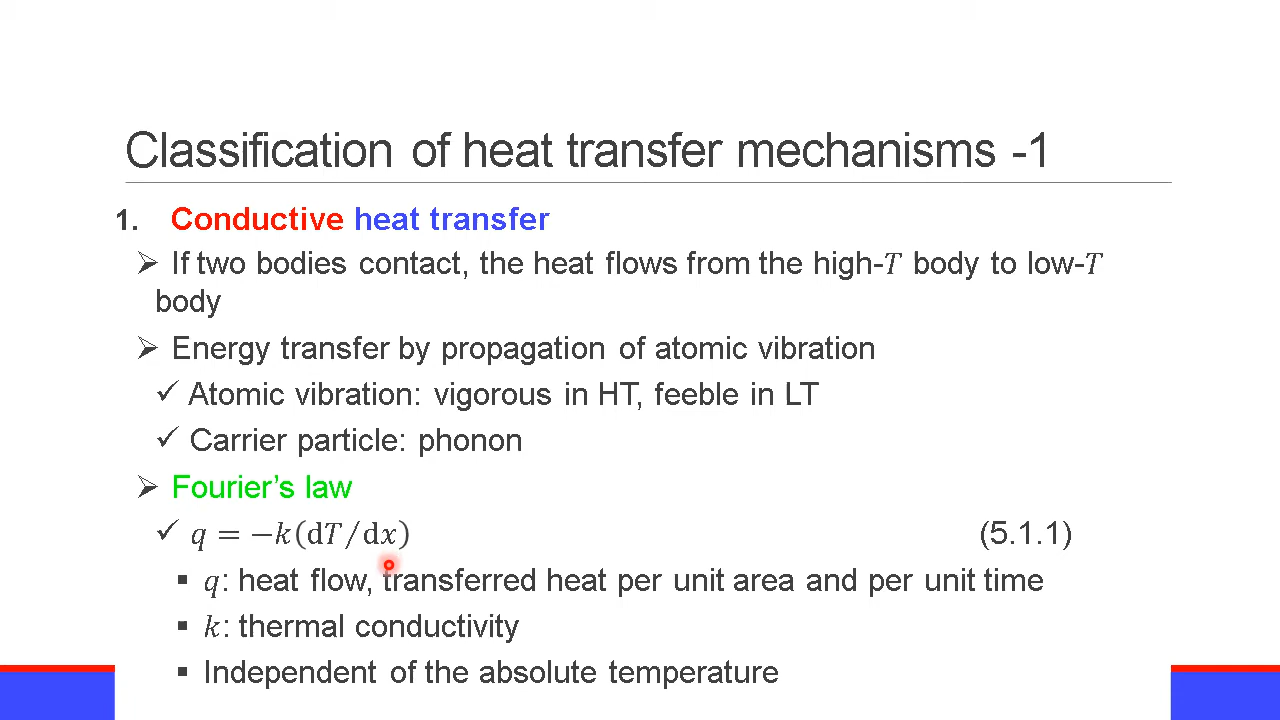 Classification of heat transfer mechanisms -1
1. Conductive heat transfer
➢ If two bodies contact, the heat flows from the high-T body to low-T
body
➢ Energy transfer by propagation of atomic vibration
✓ Atomic vibration: vigorous in HT, feeble in LT
✓ Carrier particle: phonon
➢ Fourier’s law
✓ q = −k(dT/dx) (5.1.1)
▪ q: heat flow, transferred heat per unit area and per unit time
▪ k: thermal conductivity
▪ Independent of the absolute temperature